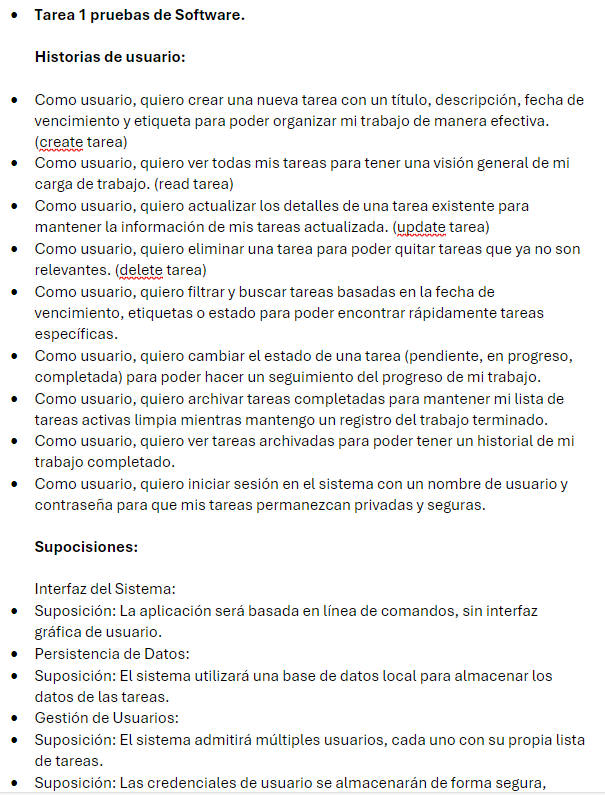 • Tarea 1 pruebas de Software.
Historias de usuario:
• Como usuario, quiero crear una nueva tarea con un título, descripción, fecha de
vencimiento y etiqueta para poder organizar mi trabajo de manera efectiva.
(create tarea)
• Como usuario, quiero ver todas mis tareas para tener una visión general de mi
carga de trabajo. (read tarea)
• Como usuario, quiero actualizar los detalles de una tarea existente para
mantener la información de mis tareas actualizada. (update tarea)
• Como usuario, quiero eliminar una tarea para poder quitar tareas que ya no son
relevantes. (delete tarea)
• Como usuario, quiero filtrar y buscar tareas basadas en la fecha de
vencimiento, etiquetas o estado para poder encontrar rápidamente tareas
específicas.
• Como usuario, quiero cambiar el estado de una tarea (pendiente, en progreso,
completada) para poder hacer un seguimiento del progreso de mi trabajo.
• Como usuario, quiero archivar tareas completadas para mantener mi lista de
tareas activas limpia mientras mantengo un registro del trabajo terminado.
• Como usuario, quiero ver tareas archivadas para poder tener un historial de mi
trabajo completado.
• Como usuario, quiero iniciar sesión en el sistema con un nombre de usuario y
contraseña para que mis tareas permanezcan privadas y seguras.
Supocisiones:
Interfaz del Sistema:
• Suposición: La aplicación será basada en línea de comandos, sin interfaz
gráfica de usuario.
• Persistencia de Datos:
• Suposición: El sistema utilizará una base de datos local para almacenar los
datos de las tareas.
• Gestión de Usuarios:
• Suposición: El sistema admitirá múltiples usuarios, cada uno con su propia lista
de tareas.
• Suposición: Las credenciales de usuario se almacenarán de forma segura,